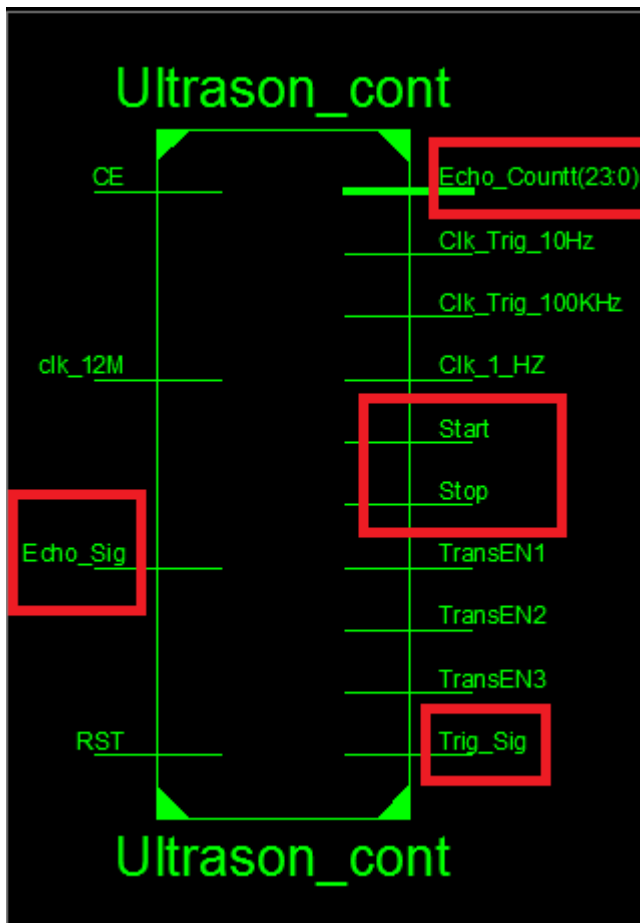 Ultrason_cont
CE
Echo_Countt(23:0)
Clk_Trig_10Hz
Clk_Trig_100KHz
clk_12M
Clk_1_HZ
Start
Stop
Echo_Sig
TransEN1
TransEN2
TransEN3
RST
Trig_Sig
Ultrason_cont